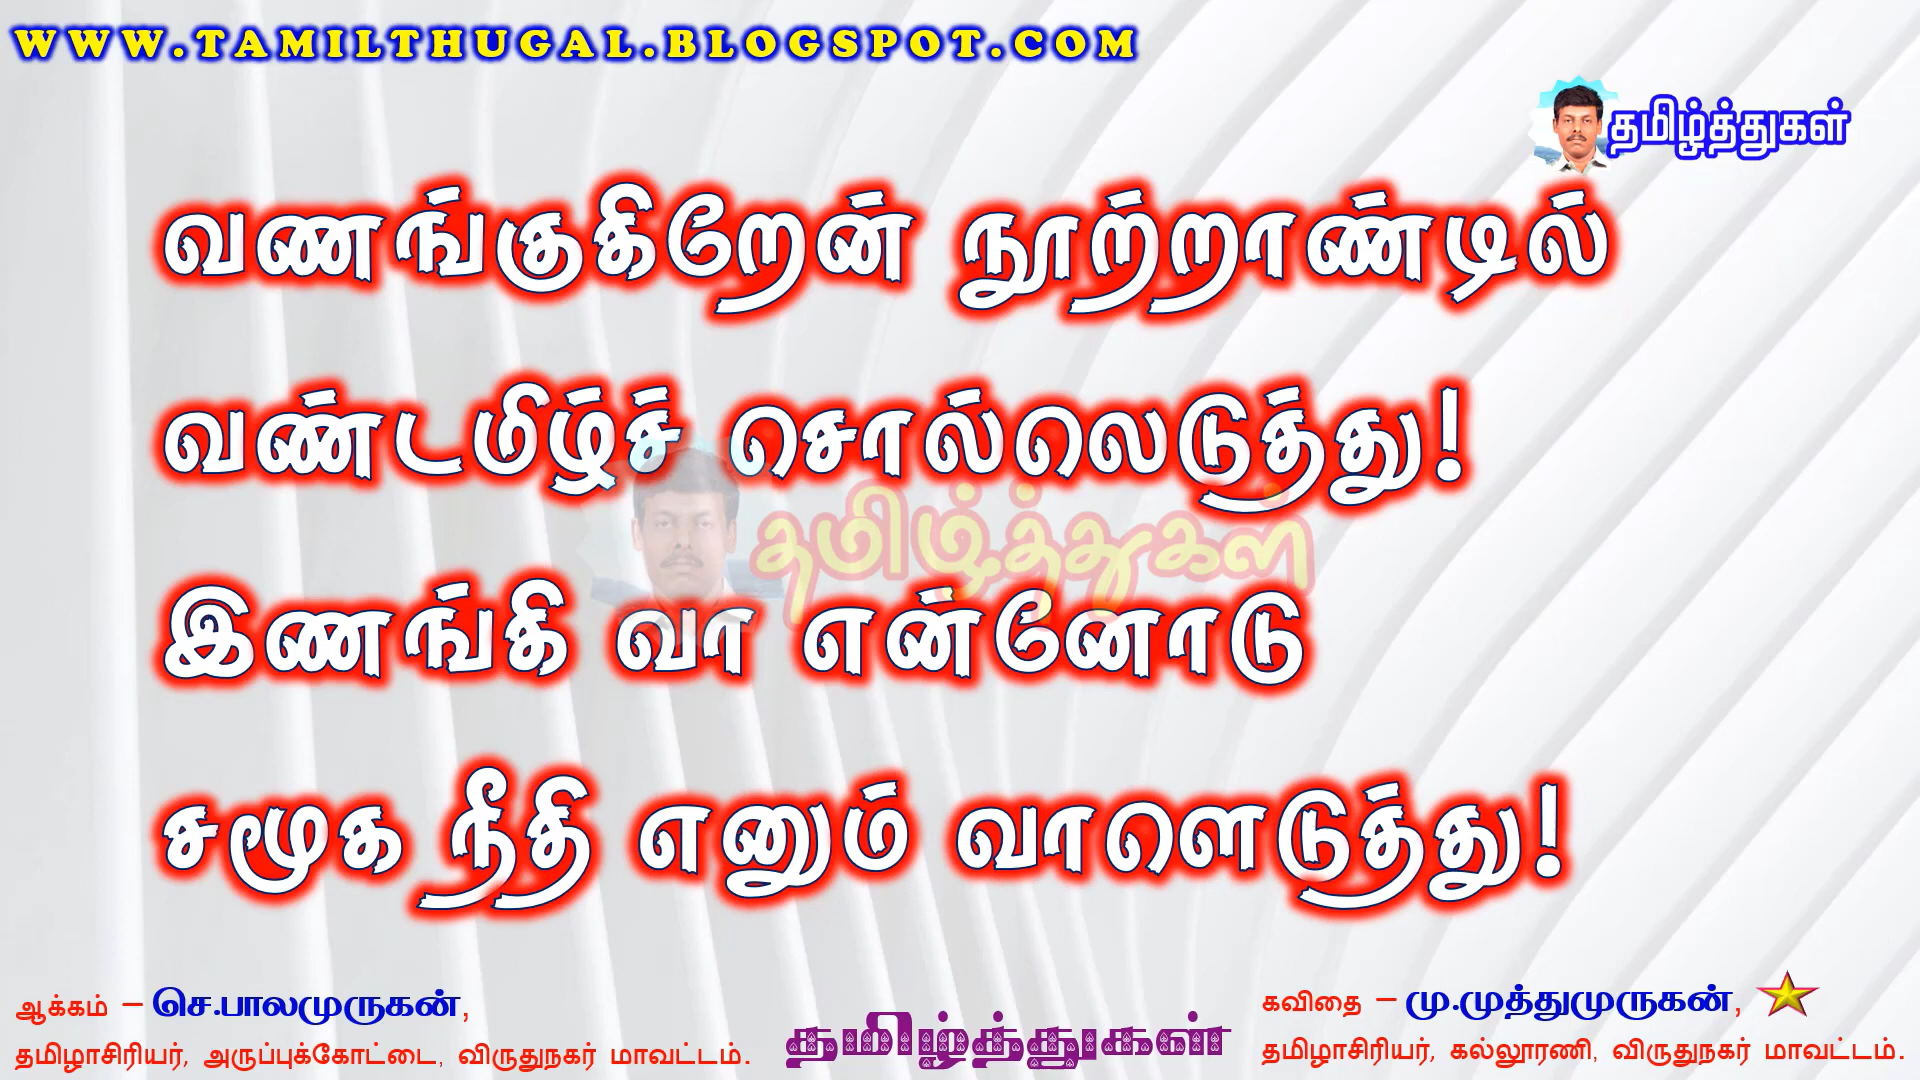 WWW.TAMILTHUGAL.BLOGSPOT.COM
தமிழ்த்துகள்
வணங்குகிறேன் நூற்றாண்டில்
வண்டமிழ்ச் சொல்லெடுத்து!
தமிழ்த்துகள்
இணங்கி வா என்னோடு
சமூக நீதி எனும் வாளெடுத்து!
ஆக்கம் – செ.பாலமுருகன்,
தமிழாசிரியர், அருப்புக்கோட்டை, விருதுநகர் மாவட்டம்.
தமிழ்த்துகள்
கவிதை – மு.முத்துமுருகன்,
தமிழாசிரியர், கல்லூரணி, விருதுநகர் மாவட்டம்.